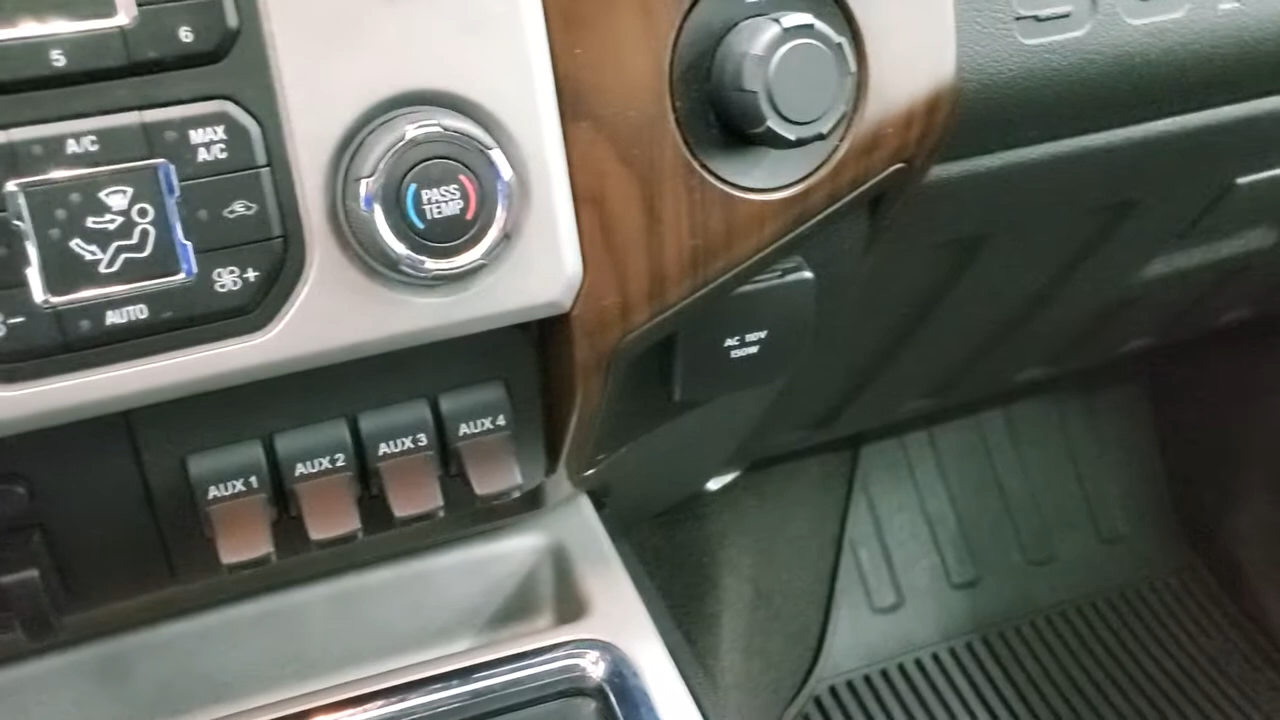 5
6
A/C
MAX
A/C
AUTO
PASS
TEMP
AC 110V
150W
AUX 1
AUX 2
AUX 3
AUX 4